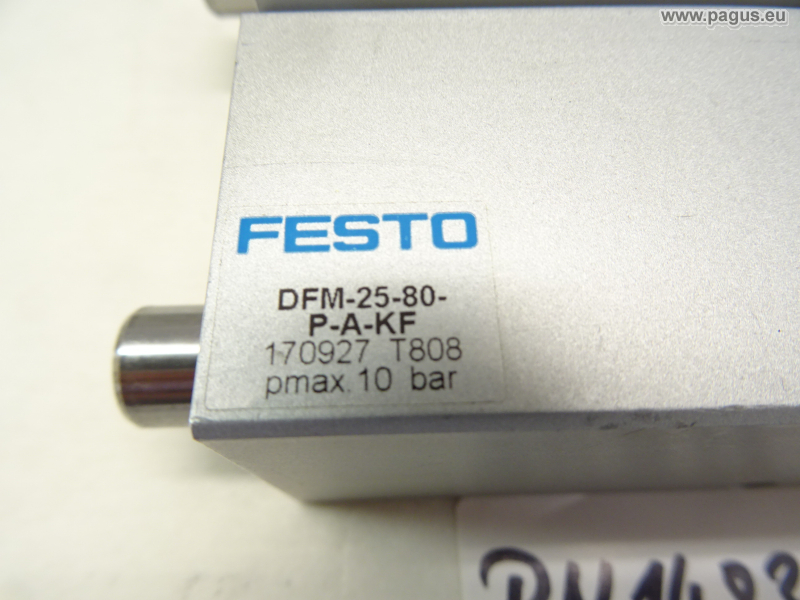 www.pagus.eu
FESTO
DFM-25-80-
P-A-KF
170927 T808
pmax. 10 bar